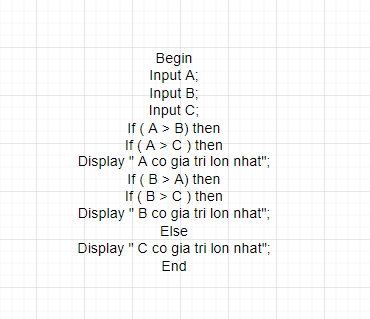 Begin
Input A;
Input B;
Input C;
If ( A > B) then
If ( A > C ) then
Display " A co gia tri lon nhat";
If ( B > A) then
If ( B > C ) then
Display " B co gia tri lon nhat";
Else
Display " C co gia tri lon nhat";
End